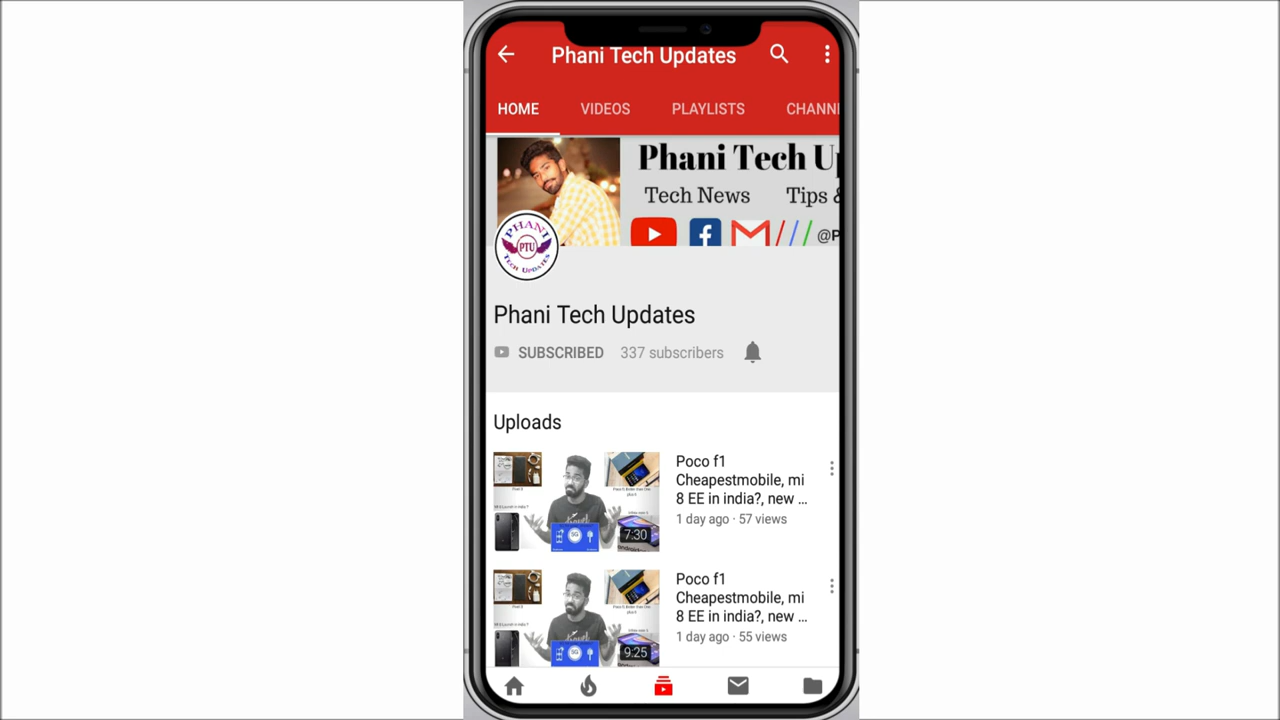 Phani Tech Updates
HOME VIDEOS PLAYLISTS CHANN
Phani Tech Up
Tech News Tips &
@P
PHANI
PTU
TECH UPDATES
Phani Tech Updates
SUBSCRIBED 337 subscribers
Uploads
Poco f1
Cheapestmobile, mi
8 EE in india?, new ...
1 day ago · 57 views
7:30
Poco f1
Cheapestmobile, mi
8 EE in india?, new ...
1 day ago · 55 views
9:25